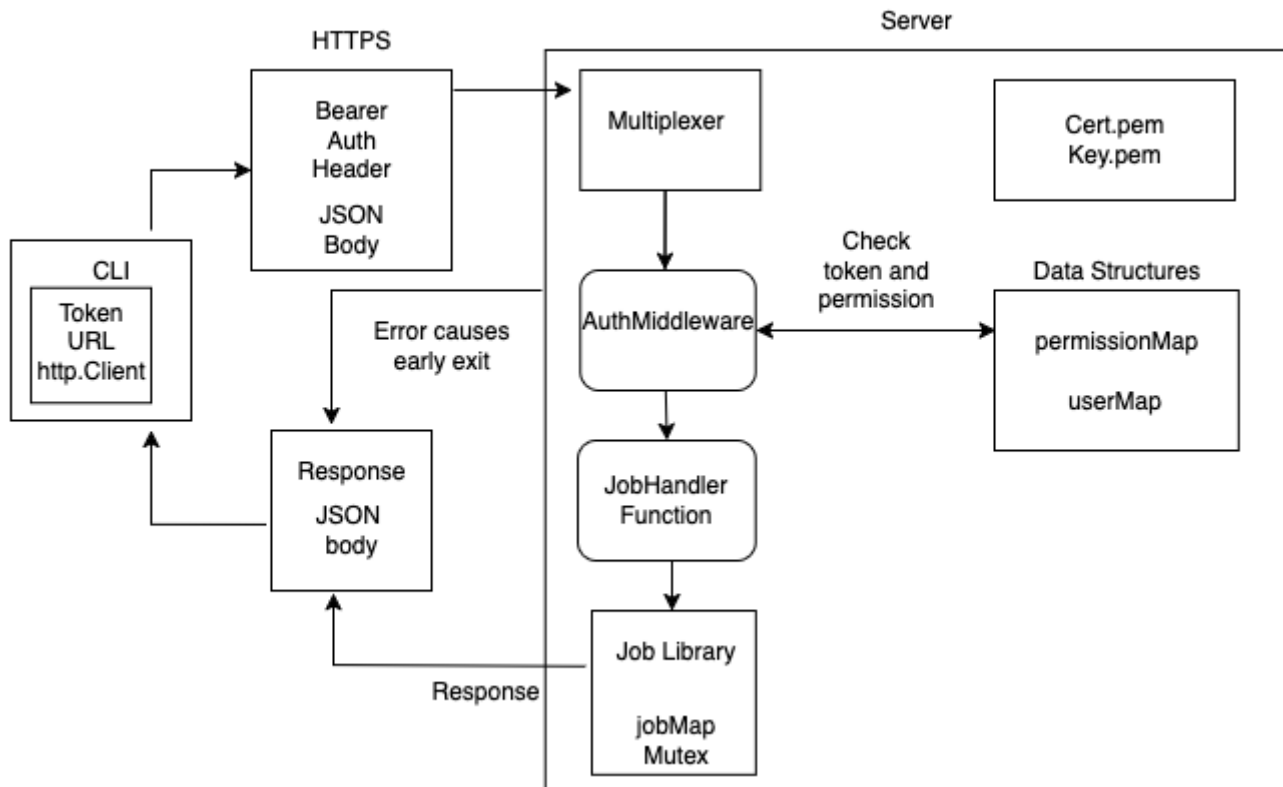 Server
HTTPS
Bearer
Auth
Header
JSON
Body
Multiplexer
Cert.pem
Key.pem
CLI
Token
URL
http.Client
Check
token and
permission
Data Structures
permissionMap
userMap
AuthMiddleware
Error causes
early exit
Response
JSON
body
JobHandler
Function
Job Library
jobMap
Mutex
Response